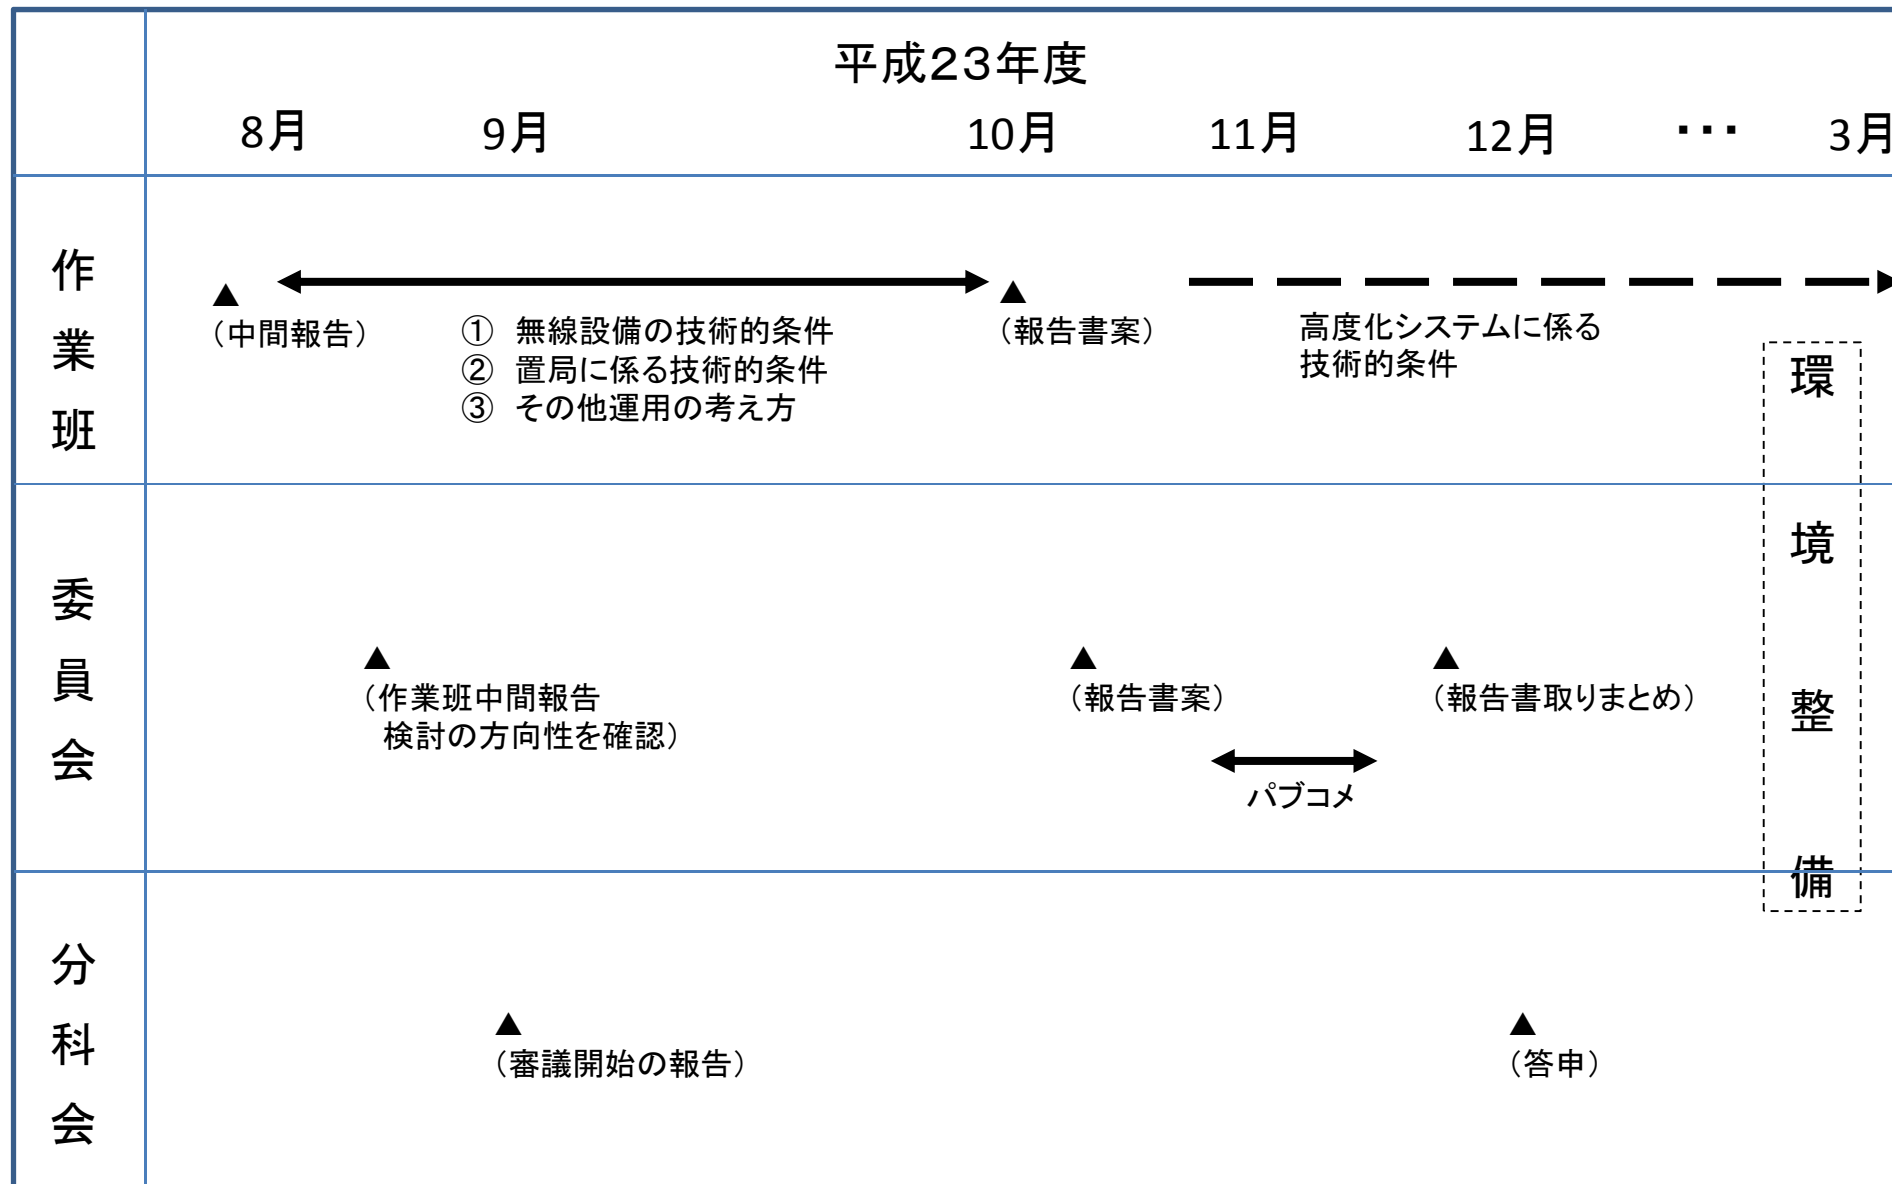 平成23年度
8月 9月 10月 11月 12月 ・・・ 3月
作業班
▲ ▲
（中間報告）
① 無線設備の技術的条件
② 置局に係る技術的条件
③ その他運用の考え方
（報告書案）
高度化システムに係る
技術的条件
環境整備
委員会
▲ ▲ ▲
（作業班中間報告
検討の方向性を確認）
（報告書案）
（報告書取りまとめ）
パブコメ
分科会
▲ ▲
（審議開始の報告）
（答申）